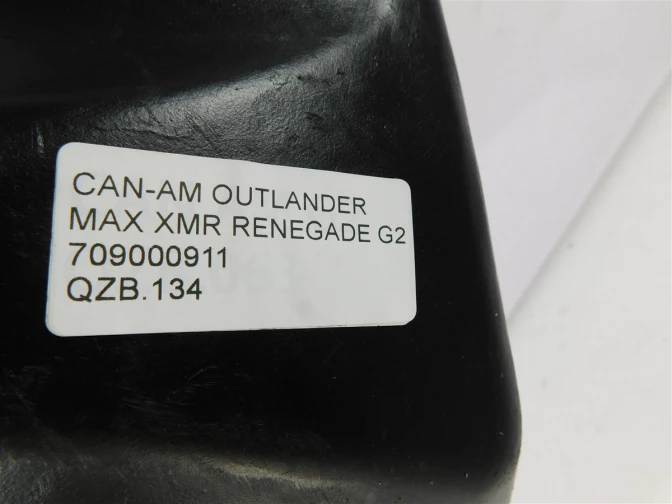 CAN-AM OUTLANDER
MAX XMR RENEGADE G2
709000911
QZB.134